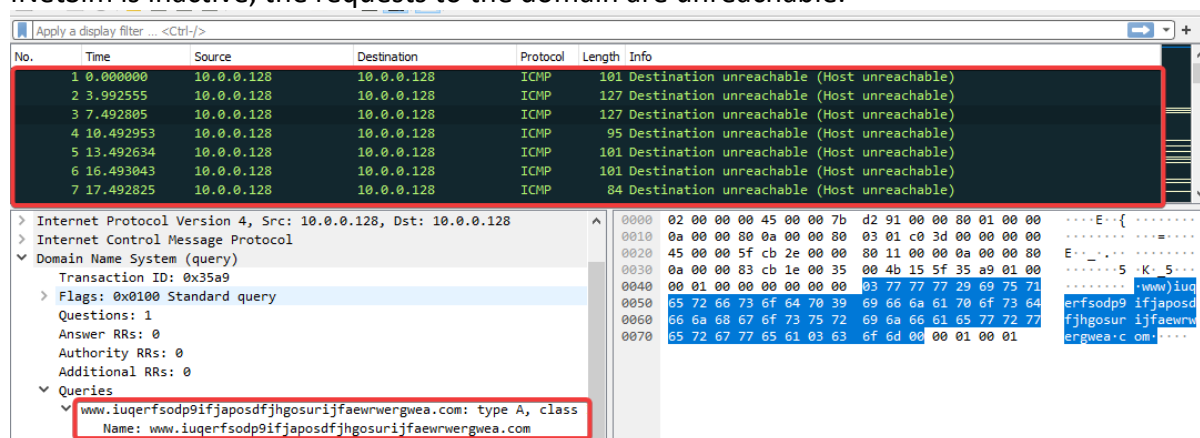 InetSim is inactive, the requests to the domain are unreachable.
Apply a display filter ... <Ctrl-/>
No. Time Source Destination Protocol Length Info
1 0.000000 10.0.0.128 10.0.0.128 ICMP 101 Destination unreachable (Host unreachable)
2 3.992555 10.0.0.128 10.0.0.128 ICMP 127 Destination unreachable (Host unreachable)
3 7.492805 10.0.0.128 10.0.0.128 ICMP 127 Destination unreachable (Host unreachable)
4 10.492953 10.0.0.128 10.0.0.128 ICMP 95 Destination unreachable (Host unreachable)
5 13.492634 10.0.0.128 10.0.0.128 ICMP 101 Destination unreachable (Host unreachable)
6 16.493043 10.0.0.128 10.0.0.128 ICMP 101 Destination unreachable (Host unreachable)
7 17.492825 10.0.0.128 10.0.0.128 ICMP 84 Destination unreachable (Host unreachable)
Internet Protocol Version 4, Src: 10.0.0.128, Dst: 10.0.0.128
Internet Control Message Protocol
Domain Name System (query)
Transaction ID: 0x35a9
Flags: 0x0100 Standard query
Questions: 1
Answer RRs: 0
Authority RRs: 0
Additional RRs: 0
Queries
www.iuqerfsodp9ifjaposdfjhgosurijfaewrwergwea.com: type A, class
Name: www.iuqerfsodp9ifjaposdfjhgosurijfaewrwergwea.com
0000 02 00 00 00 45 00 00 7b d2 91 00 00 80 01 00 00 ····E··{ ········
0010 0a 00 00 80 0a 00 00 80 03 01 c0 3d 00 00 00 00 ········ ···=····
0020 45 00 00 5f cb 2e 00 00 80 11 00 00 0a 00 00 80 E··_·.·· ········
0030 0a 00 00 83 cb 1e 00 35 00 4b 15 5f 35 a9 01 00 ·······5 ·K·_5···
0040 00 01 00 00 00 00 00 00 03 77 77 77 29 69 75 71 ········ ·www)iuq
0050 65 72 66 73 6f 64 70 39 69 66 6a 61 70 6f 73 64 erfsodp9 ifjaposd
0060 66 6a 68 67 6f 73 75 72 69 6a 66 61 65 77 72 77 fjhgosur ijfaewrw
0070 65 72 67 77 65 61 03 63 6f 6d 00 00 01 00 01 ergwea·c om·····